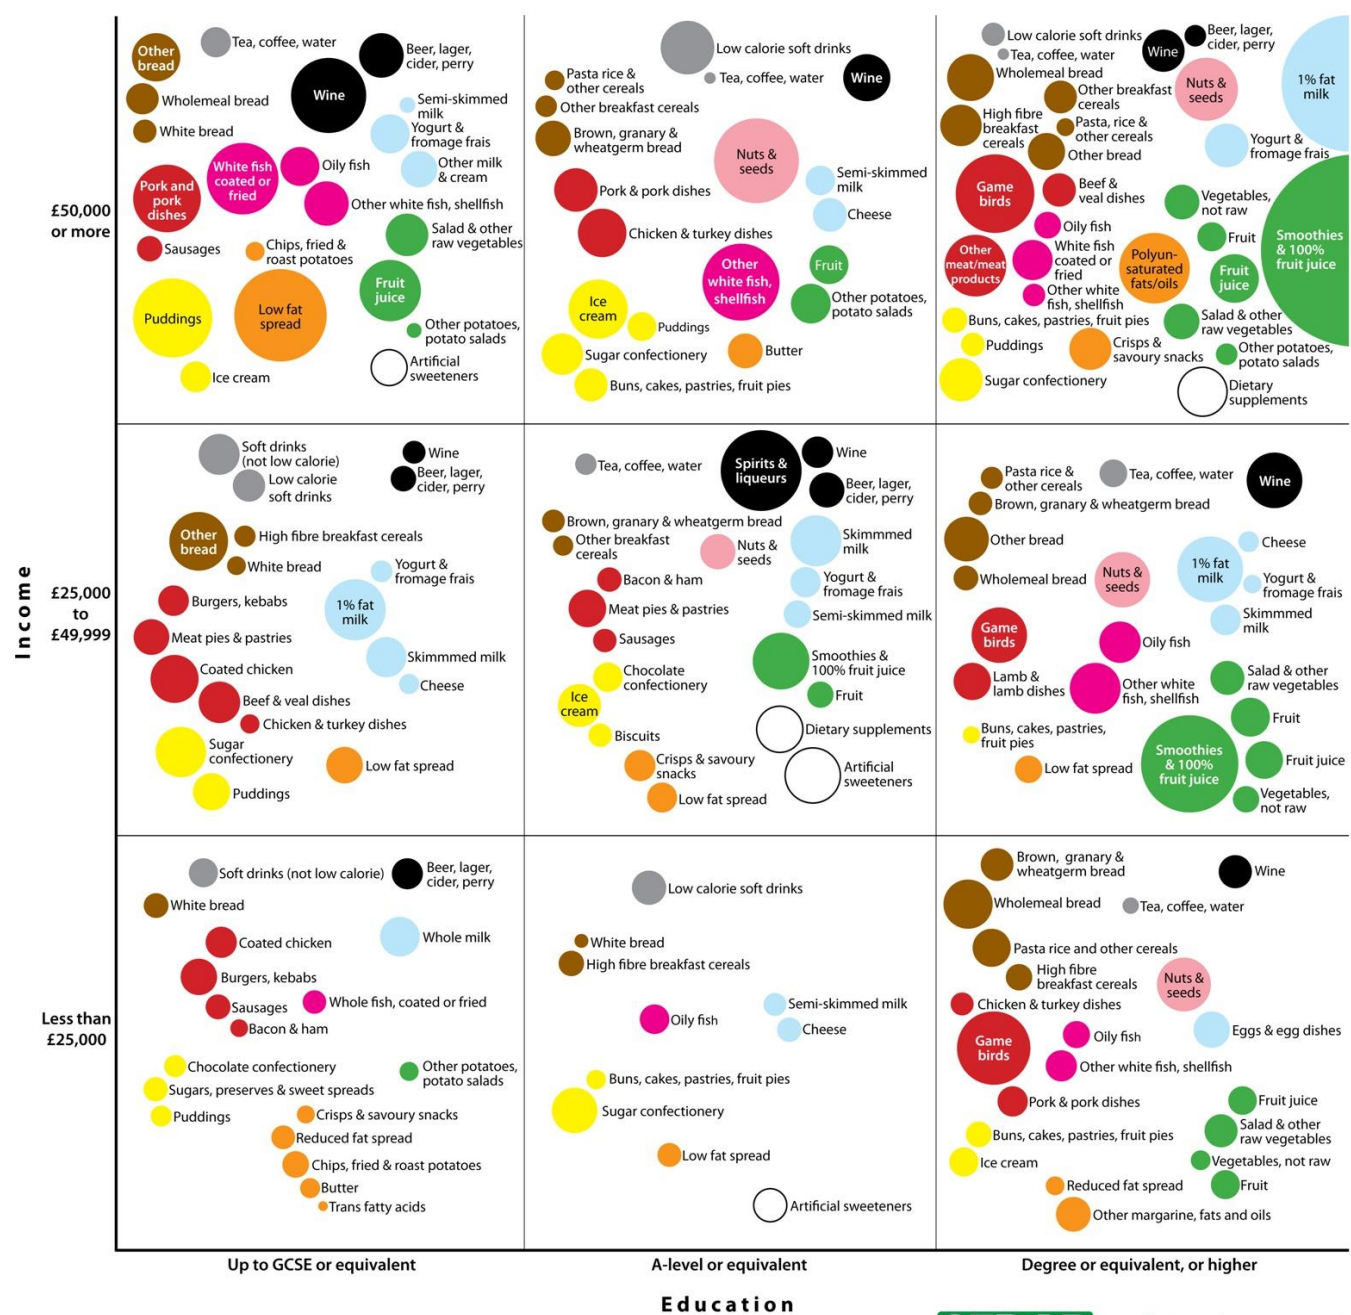 Income
£50,000
or more
Other
bread
Tea, coffee, water
Beer, lager,
cider, perry
Wholemeal bread
Wine
Semi-skimmed
milk
White bread
Yogurt &
fromage frais
White fish
coated or
fried
Oily fish
Other milk
& cream
Pork and
pork
dishes
Other white fish, shellfish
Salad & other
raw vegetables
Sausages
Chips, fried &
roast potatoes
Fruit
juice
Puddings
Low fat
spread
Other potatoes,
potato salads
Ice cream
Artificial
sweeteners
Low calorie soft drinks
Pasta rice &
other cereals
Tea, coffee, water
Wine
Other breakfast cereals
Brown, granary &
wheatgerm bread
Nuts &
seeds
Semi-skimmed
milk
Pork & pork dishes
Cheese
Chicken & turkey dishes
Other
white fish,
shellfish
Fruit
Ice
cream
Other potatoes,
potato salads
Puddings
Sugar confectionery
Butter
Buns, cakes, pastries, fruit pies
Low calorie soft drinks
Tea, coffee, water
Wine
Beer, lager,
cider, perry
Wholemeal bread
Other breakfast
cereals
Nuts &
seeds
1% fat
milk
High fibre
breakfast
cereals
Pasta, rice &
other cereals
Other bread
Yogurt &
fromage frais
Game
birds
Beef &
veal dishes
Vegetables,
not raw
Oily fish
Fruit
Smoothies
& 100%
fruit juice
Other
meat/meat
products
White fish
coated or
fried
Polyun-
saturated
fats/oils
Fruit
juice
Other white
fish, shellfish
Buns, cakes, pastries, fruit pies
Salad & other
raw vegetables
Puddings
Crisps &
savoury snacks
Other potatoes,
potato salads
Sugar confectionery
Dietary
supplements
£25,000
to
£49,999
Soft drinks
(not low calorie)
Wine
Low calorie
soft drinks
Beer, lager,
cider, perry
Other
bread
High fibre breakfast cereals
White bread
Yogurt &
fromage frais
Burgers, kebabs
1% fat
milk
Meat pies & pastries
Coated chicken
Skimmmed milk
Cheese
Beef & veal dishes
Chicken & turkey dishes
Sugar
confectionery
Low fat spread
Puddings
Tea, coffee, water
Spirits &
liqueurs
Wine
Beer, lager,
cider, perry
Brown, granary & wheatgerm bread
Other breakfast
cereals
Nuts &
seeds
Skimmmed
milk
Bacon & ham
Yogurt &
fromage frais
Meat pies & pastries
Semi-skimmed milk
Sausages
Smoothies &
100% fruit juice
Chocolate
confectionery
Fruit
Ice
cream
Biscuits
Dietary supplements
Crisps & savoury
snacks
Artificial
sweeteners
Low fat spread
Pasta rice &
other cereals
Tea, coffee, water
Wine
Brown, granary & wheatgerm bread
Other bread
Cheese
Wholemeal bread
Nuts &
seeds
1% fat
milk
Yogurt &
fromage frais
Skimmmed
milk
Game
birds
Oily fish
Lamb &
lamb dishes
Other white
fish, shellfish
Salad & other
raw vegetables
Fruit
Buns, cakes, pastries,
fruit pies
Smoothies
& 100%
fruit juice
Fruit juice
Low fat spread
Vegetables,
not raw
Less than
£25,000
Soft drinks (not low calorie)
Beer, lager,
cider, perry
White bread
Coated chicken
Whole milk
Burgers, kebabs
Whole fish, coated or fried
Sausages
Bacon & ham
Chocolate confectionery
Other potatoes,
potato salads
Sugars, preserves & sweet spreads
Puddings
Crisps & savoury snacks
Reduced fat spread
Chips, fried & roast potatoes
Butter
Trans fatty acids
Low calorie soft drinks
White bread
High fibre breakfast cereals
Semi-skimmed milk
Oily fish
Cheese
Buns, cakes, pastries, fruit pies
Sugar confectionery
Low fat spread
Artificial sweeteners
Brown, granary &
wheatgerm bread
Wine
Wholemeal bread
Tea, coffee, water
Pasta rice and other cereals
High fibre
breakfast cereals
Nuts &
seeds
Chicken & turkey dishes
Game
birds
Oily fish
Eggs & egg dishes
Other white fish, shellfish
Pork & pork dishes
Fruit juice
Buns, cakes, pastries, fruit pies
Salad & other
raw vegetables
Ice cream
Vegetables, not raw
Reduced fat spread
Fruit
Other margarine, fats and oils
Up to GCSE or equivalent
A-level or equivalent
Degree or equivalent, or higher
Education